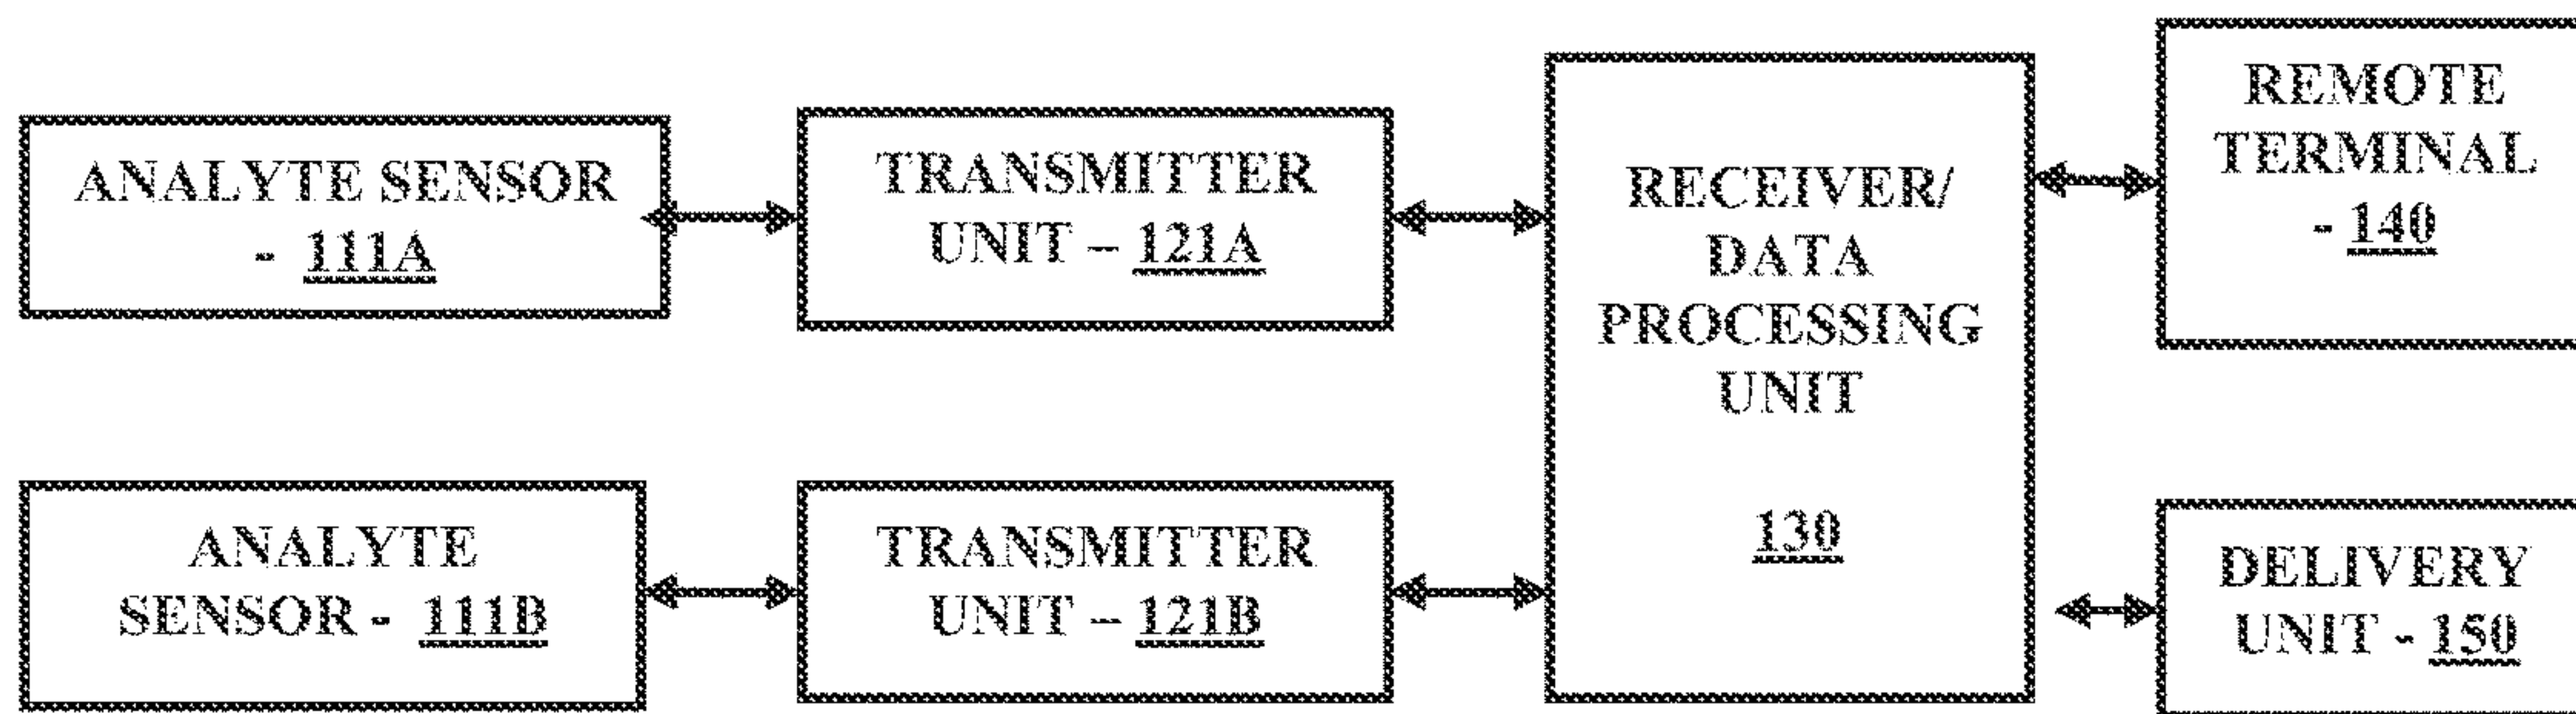 ANALYTE SENSOR
- 111A
TRANSMITTER
UNIT – 121A
RECEIVER/
DATA
PROCESSING
UNIT
130
REMOTE
TERMINAL
- 140
ANALYTE
SENSOR - 111B
TRANSMITTER
UNIT – 121B
DELIVERY
UNIT - 150